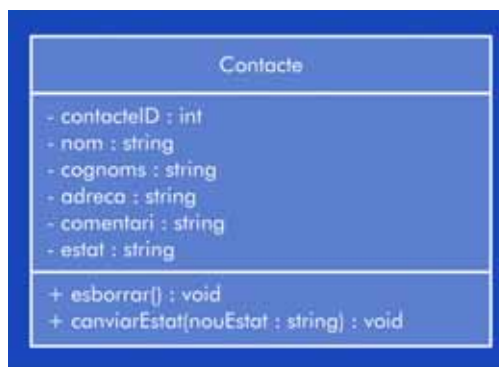 Contacte
- contacteID : int
- nom : string
- cognoms : string
- adreca : string
- comentari : string
- estat : string
+ esborrar() : void
+ canviarEstat(nouEstat : string) : void